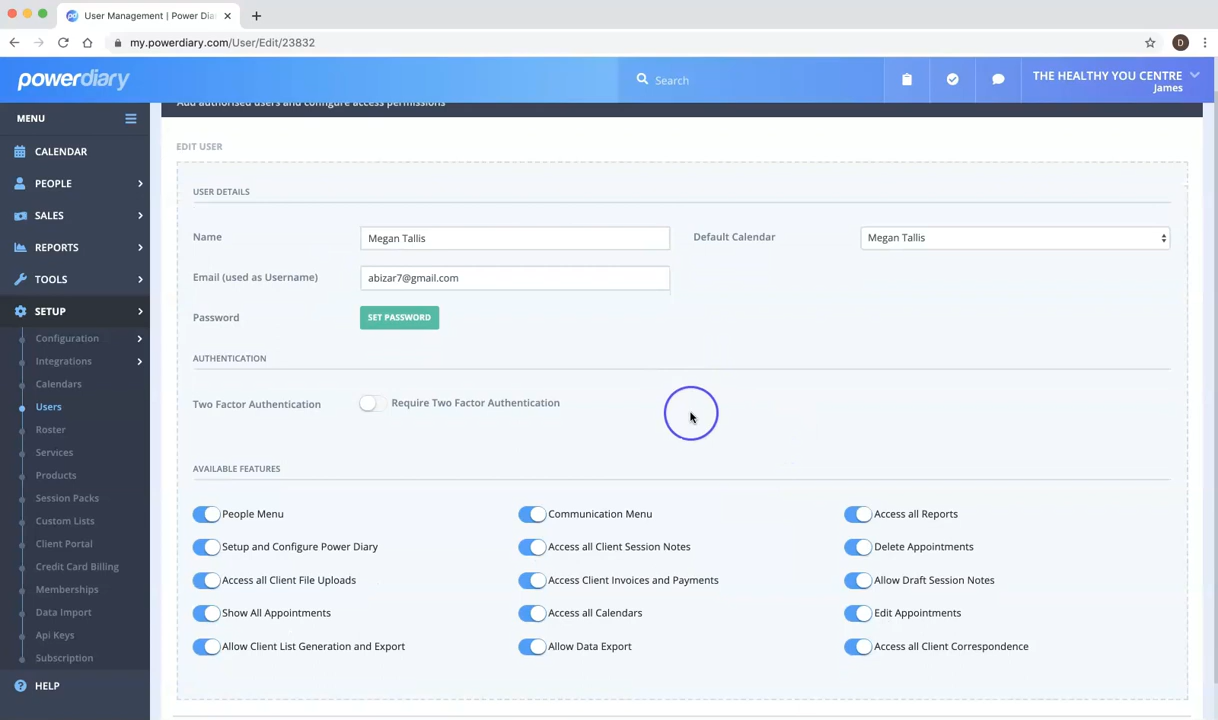 User Management | Power Dia
my.powerdiary.com/User/Edit/23832
D
powerdiary
Search
THE HEALTHY YOU CENTRE
James
MENU
CALENDAR
PEOPLE
SALES
REPORTS
TOOLS
SETUP
Configuration
Integrations
Calendars
Users
Roster
Services
Products
Session Packs
Custom Lists
Client Portal
Credit Card Billing
Memberships
Data Import
Api Keys
Subscription
HELP
Add authorised users and configure access permissions
EDIT USER
USER DETAILS
Name Megan Tallis Default Calendar Megan Tallis
Email (used as Username) abizar7@gmail.com
Password SET PASSWORD
AUTHENTICATION
Two Factor Authentication Require Two Factor Authentication
AVAILABLE FEATURES
People Menu Communication Menu Access all Reports
Setup and Configure Power Diary Access all Client Session Notes Delete Appointments
Access all Client File Uploads Access Client Invoices and Payments Allow Draft Session Notes
Show All Appointments Access all Calendars Edit Appointments
Allow Client List Generation and Export Allow Data Export Access all Client Correspondence